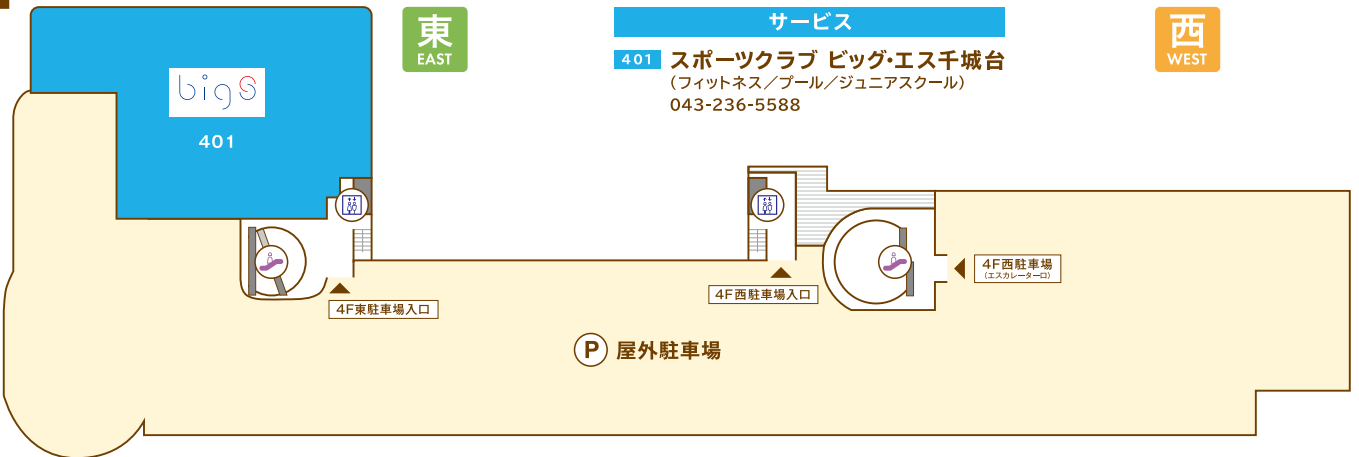 東
EAST
サービス
401 スポーツクラブ ビッグ・エス千城台
(フィットネス/プール/ジュニアスクール)
043-236-5588
西
WEST
bigs
401
4F東駐車場入口
4F西駐車場入口
4F西駐車場
(エスカレーター口)
P 屋外駐車場